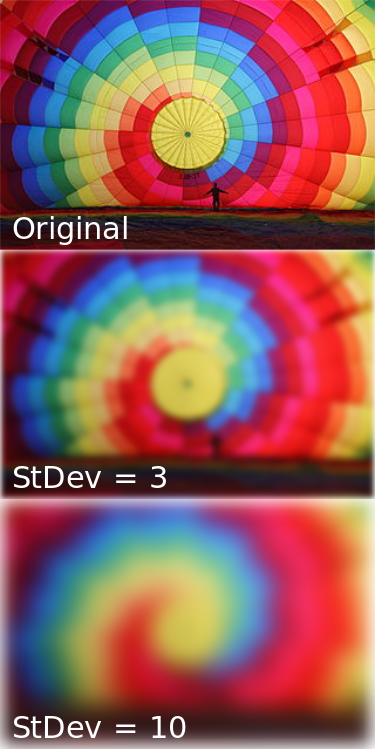 Original
StDev = 3
StDev = 10